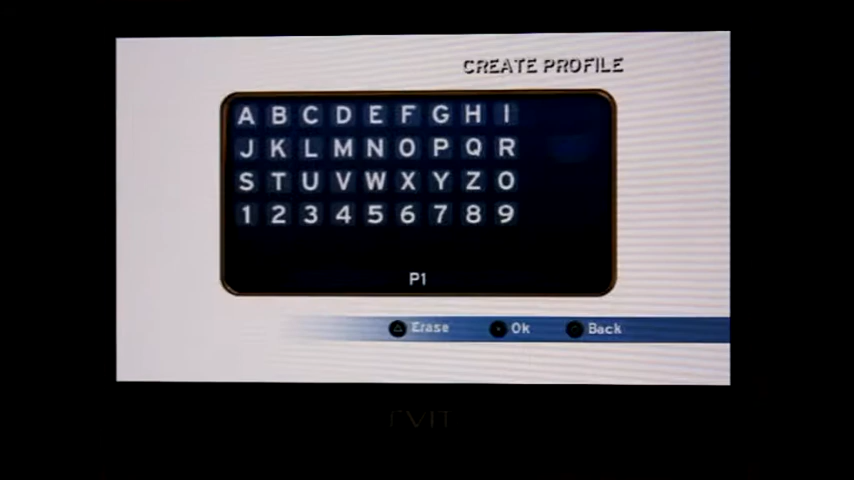 CREATE PROFILE
A B C D E F G H I
J K L M N O P Q R
S T U V W X Y Z 0
1 2 3 4 5 6 7 8 9
P1
Erase Ok Back